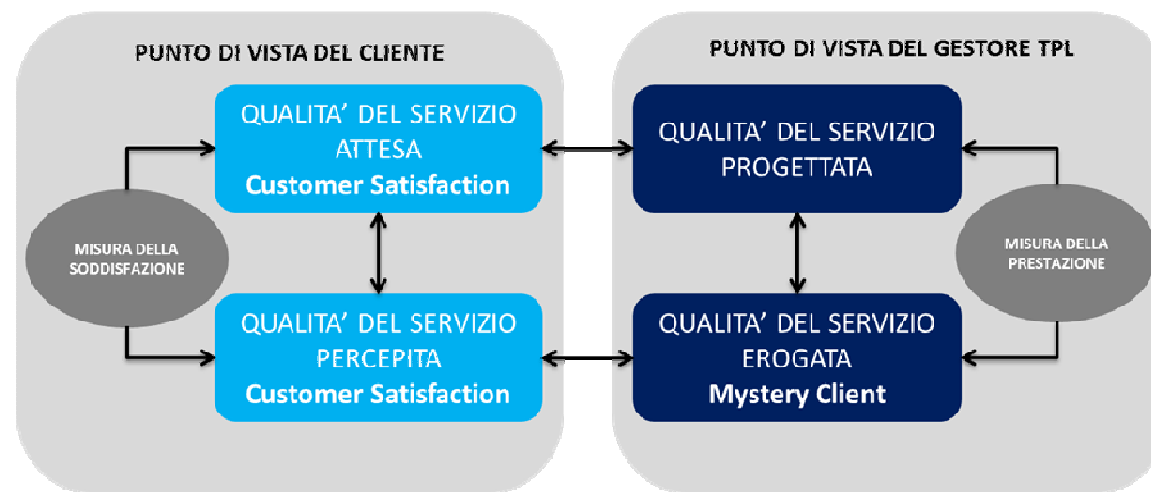 PUNTO DI VISTA DEL CLIENTE
QUALITA’ DEL SERVIZIO
ATTESA
Customer Satisfaction
MISURA DELLA
SODDISFAZIONE
QUALITA’ DEL SERVIZIO
PERCEPITA
Customer Satisfaction
PUNTO DI VISTA DEL GESTORE TPL
QUALITA’ DEL SERVIZIO
PROGETTATA
MISURA DELLA
PRESTAZIONE
QUALITA’ DEL SERVIZIO
EROGATA
Mystery Client